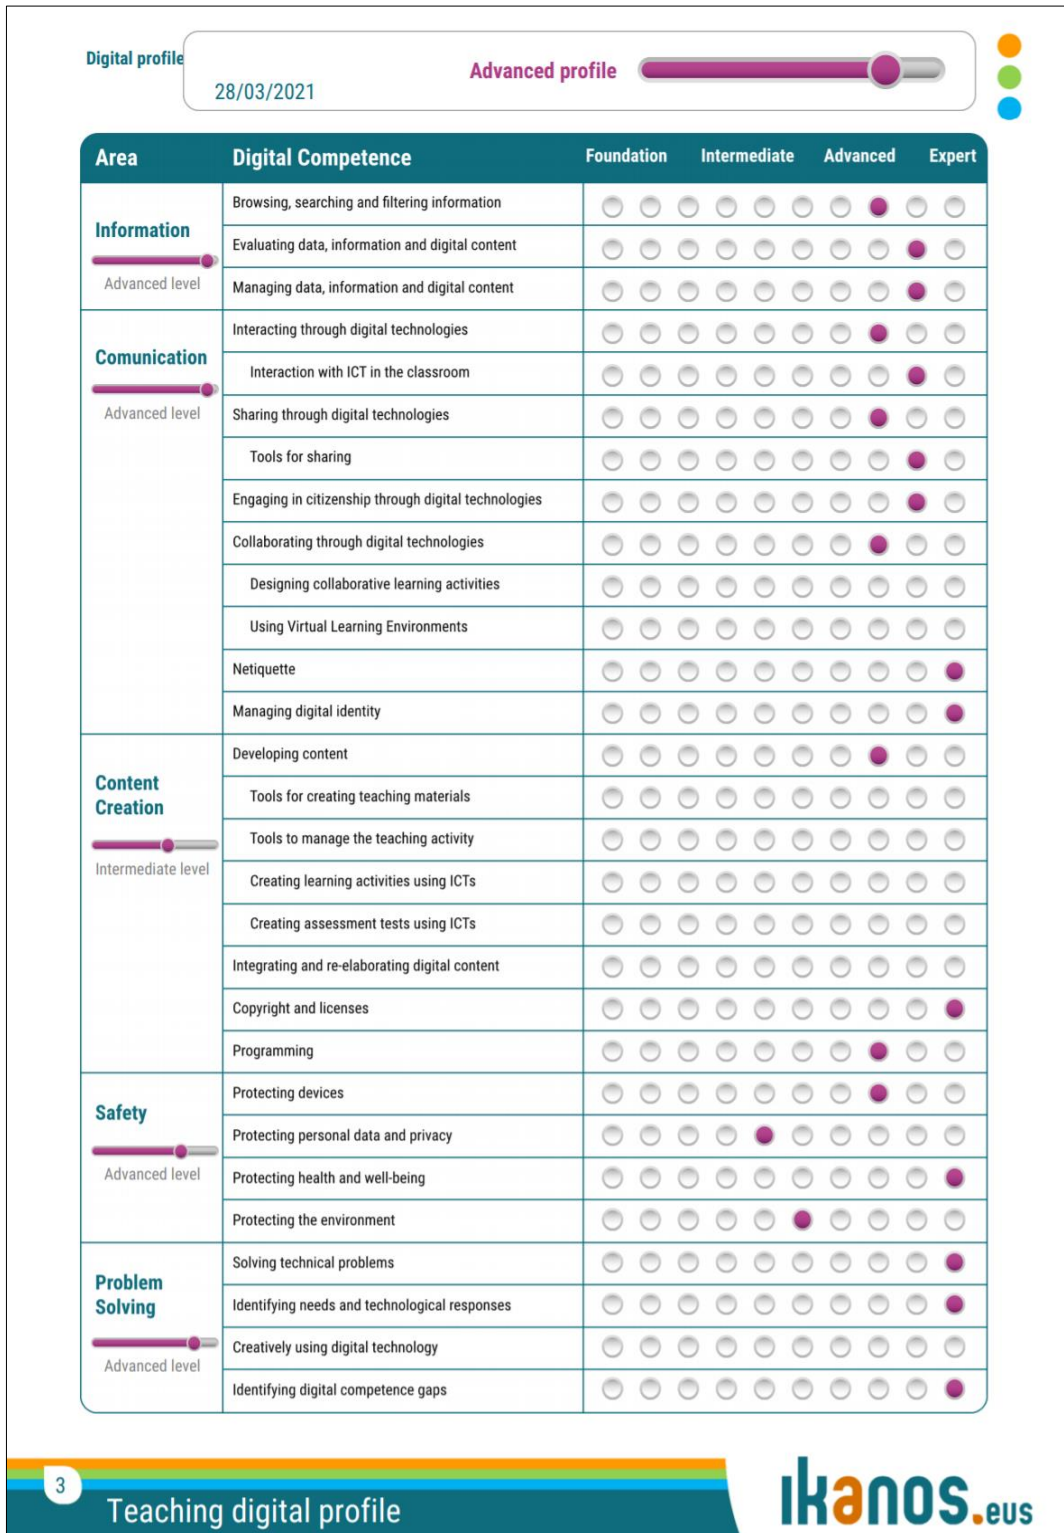 Digital profile
28/03/2021
Advanced profile
Area Digital Competence Foundation Intermediate Advanced Expert
Information
Advanced level
Browsing, searching and filtering information
Evaluating data, information and digital content
Managing data, information and digital content
Comunication
Advanced level
Interacting through digital technologies
Interaction with ICT in the classroom
Sharing through digital technologies
Tools for sharing
Engaging in citizenship through digital technologies
Collaborating through digital technologies
Designing collaborative learning activities
Using Virtual Learning Environments
Netiquette
Managing digital identity
Content
Creation
Intermediate level
Developing content
Tools for creating teaching materials
Tools to manage the teaching activity
Creating learning activities using ICTs
Creating assessment tests using ICTs
Integrating and re-elaborating digital content
Copyright and licenses
Programming
Safety
Advanced level
Protecting devices
Protecting personal data and privacy
Protecting health and well-being
Protecting the environment
Problem
Solving
Advanced level
Solving technical problems
Identifying needs and technological responses
Creatively using digital technology
Identifying digital competence gaps
3
Teaching digital profile
ikanos.eus